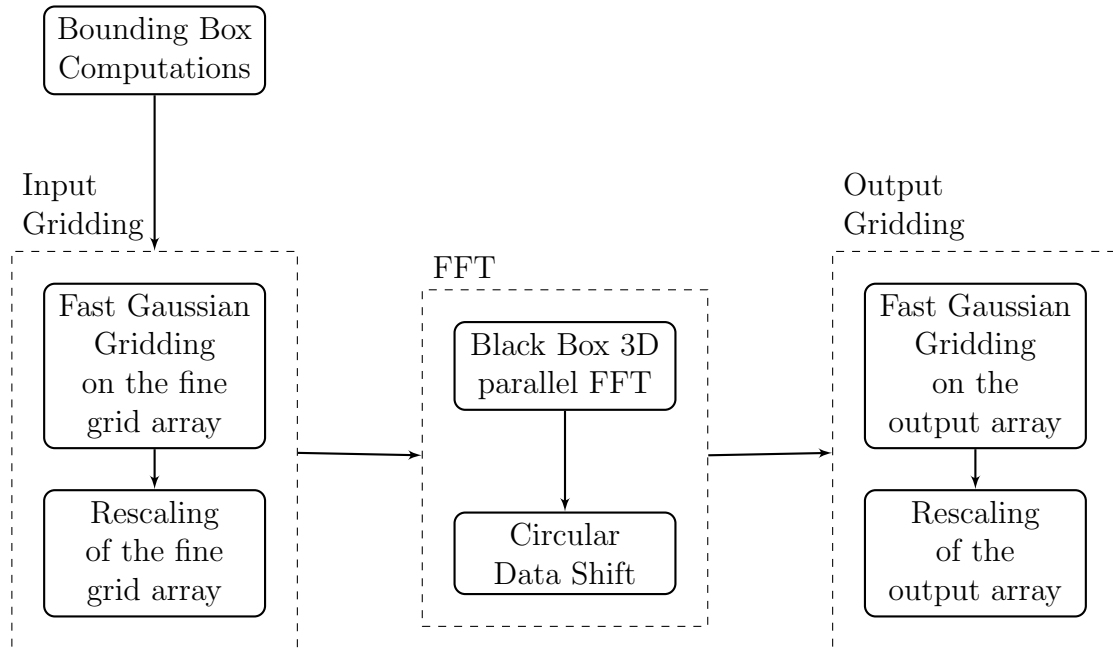 Bounding Box
Computations
Input
Gridding
Fast Gaussian
Gridding
on the fine
grid array
Rescaling
of the fine
grid array
FFT
Black Box 3D
parallel FFT
Circular
Data Shift
Output
Gridding
Fast Gaussian
Gridding
on the
output array
Rescaling
of the
output array